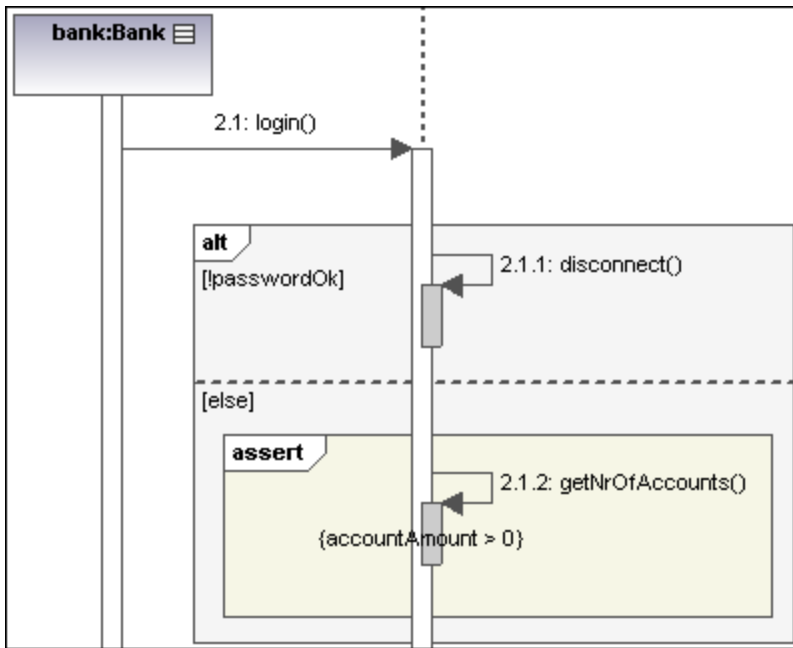 bank:Bank
2.1: login()
alt
[!passwordOk]
2.1.1: disconnect()
[else]
assert
2.1.2: getNrOfAccounts()
{accountAmount > 0}